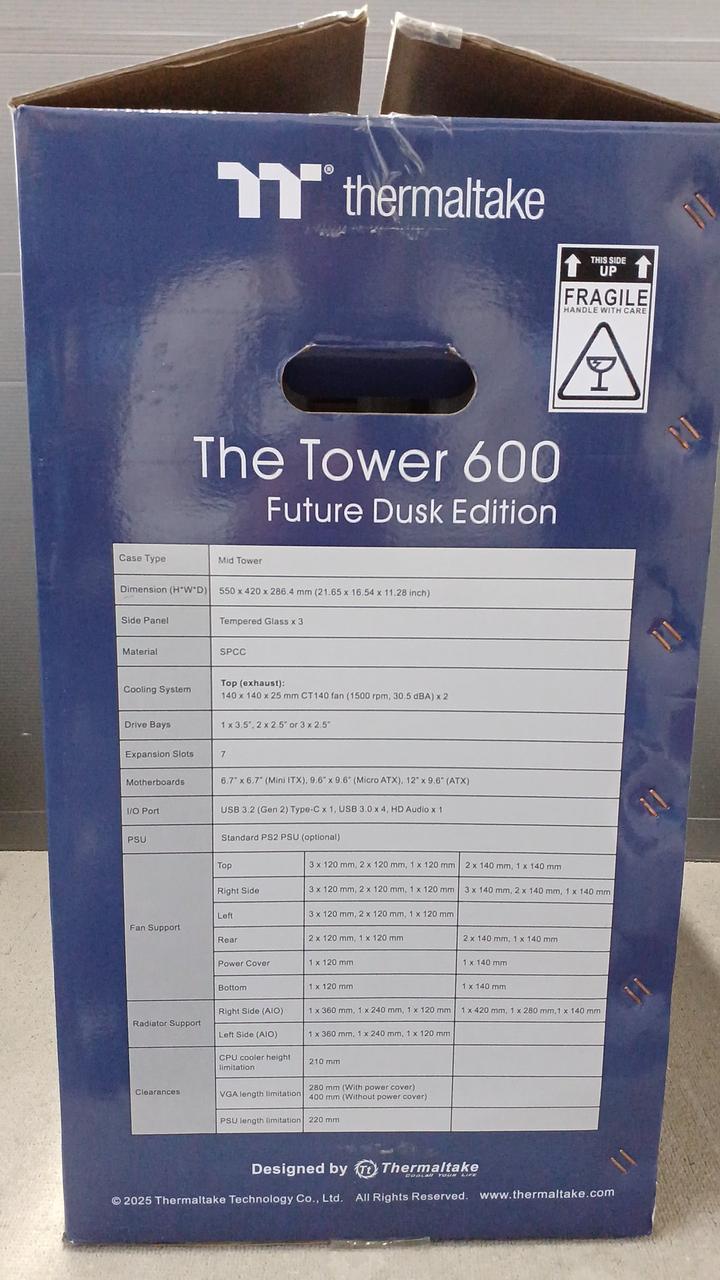 thermaltake
THIS SIDE
UP
FRAGILE
HANDLE WITH CARE
The Tower 600
Future Dusk Edition
Case Type Mid Tower
Dimension (H*W*D) 550 x 420 x 286.4 mm (21.65 x 16.54 x 11.28 inch)
Side Panel Tempered Glass x 3
Material SPCC
Cooling System Top (exhaust):
140 x 140 x 25 mm CT140 fan (1500 rpm, 30.5 dBA) x 2
Drive Bays 1 x 3.5", 2 x 2.5" or 3 x 2.5"
Expansion Slots 7
Motherboards 6.7" x 6.7" (Mini ITX), 9.6" x 9.6" (Micro ATX), 12" x 9.6" (ATX)
I/O Port USB 3.2 (Gen 2) Type-C x 1, USB 3.0 x 4, HD Audio x 1
PSU Standard PS2 PSU (optional)
Fan Support
Top 3 x 120 mm, 2 x 120 mm, 1 x 120 mm 2 x 140 mm, 1 x 140 mm
Right Side 3 x 120 mm, 2 x 120 mm, 1 x 120 mm 3 x 140 mm, 2 x 140 mm, 1 x 140 mm
Left 3 x 120 mm, 2 x 120 mm, 1 x 120 mm
Rear 2 x 120 mm, 1 x 120 mm 2 x 140 mm, 1 x 140 mm
Power Cover 1 x 120 mm 1 x 140 mm
Bottom 1 x 120 mm 1 x 140 mm
Radiator Support
Right Side (AIO) 1 x 360 mm, 1 x 240 mm, 1 x 120 mm 1 x 420 mm, 1 x 280 mm,1 x 140 mm
Left Side (AIO) 1 x 360 mm, 1 x 240 mm, 1 x 120 mm
Clearances
CPU cooler height
limitation 210 mm
VGA length limitation 280 mm (With power cover)
400 mm (Without power cover)
PSU length limitation 220 mm
Designed by Tt Thermaltake
COOL ALL YOUR LIFE
© 2025 Thermaltake Technology Co., Ltd. All Rights Reserved. www.thermaltake.com